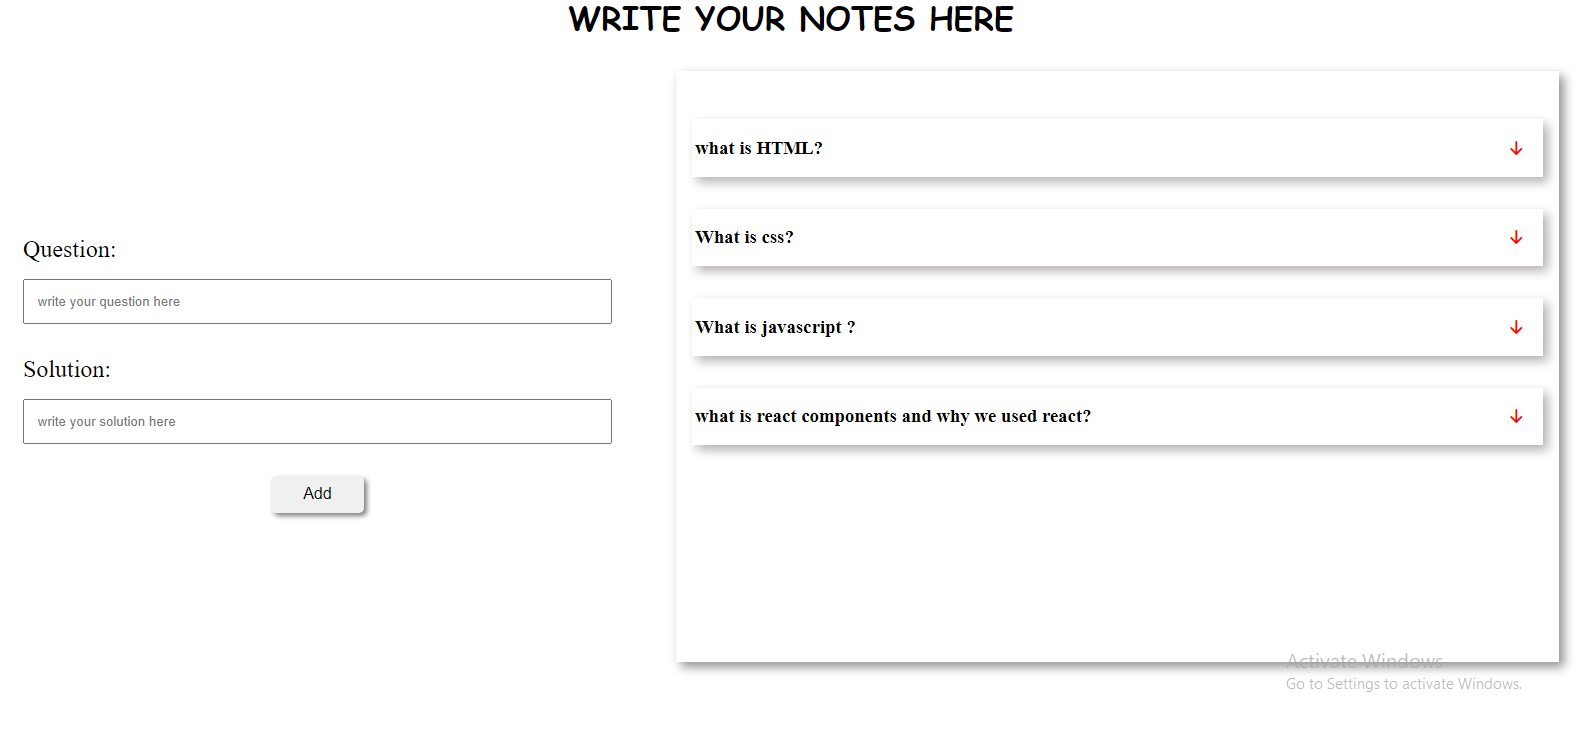 WRITE YOUR NOTES HERE
Question:
write your question here
Solution:
write your solution here
Add
what is HTML?
What is css?
What is javascript ?
what is react components and why we used react?
Activate Windows
Go to Settings to activate Windows.